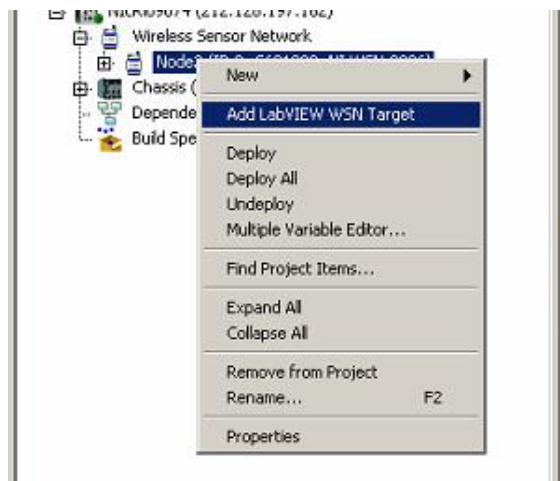 Wireless Sensor Network
New
Chassis (
Add LabVIEW WSN Target
Depende
Build Spe
Deploy
Deploy All
Undeploy
Multiple Variable Editor...
Find Project Items...
Expand All
Collapse All
Remove from Project
Rename... F2
Properties